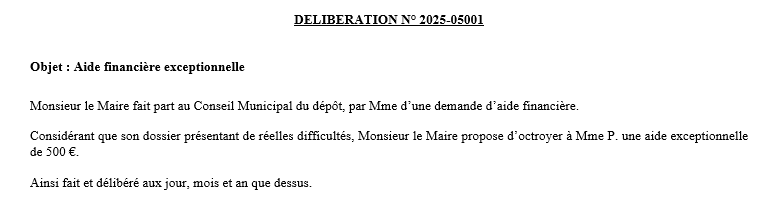 DELIBERATION N° 2025-05001
Objet : Aide financière exceptionnelle
Monsieur le Maire fait part au Conseil Municipal du dépôt, par Mme d’une demande d’aide financière.
Considérant que son dossier présentant de réelles difficultés, Monsieur le Maire propose d’octroyer à Mme P. une aide exceptionnelle
de 500 €.
Ainsi fait et délibéré aux jour, mois et an que dessus.